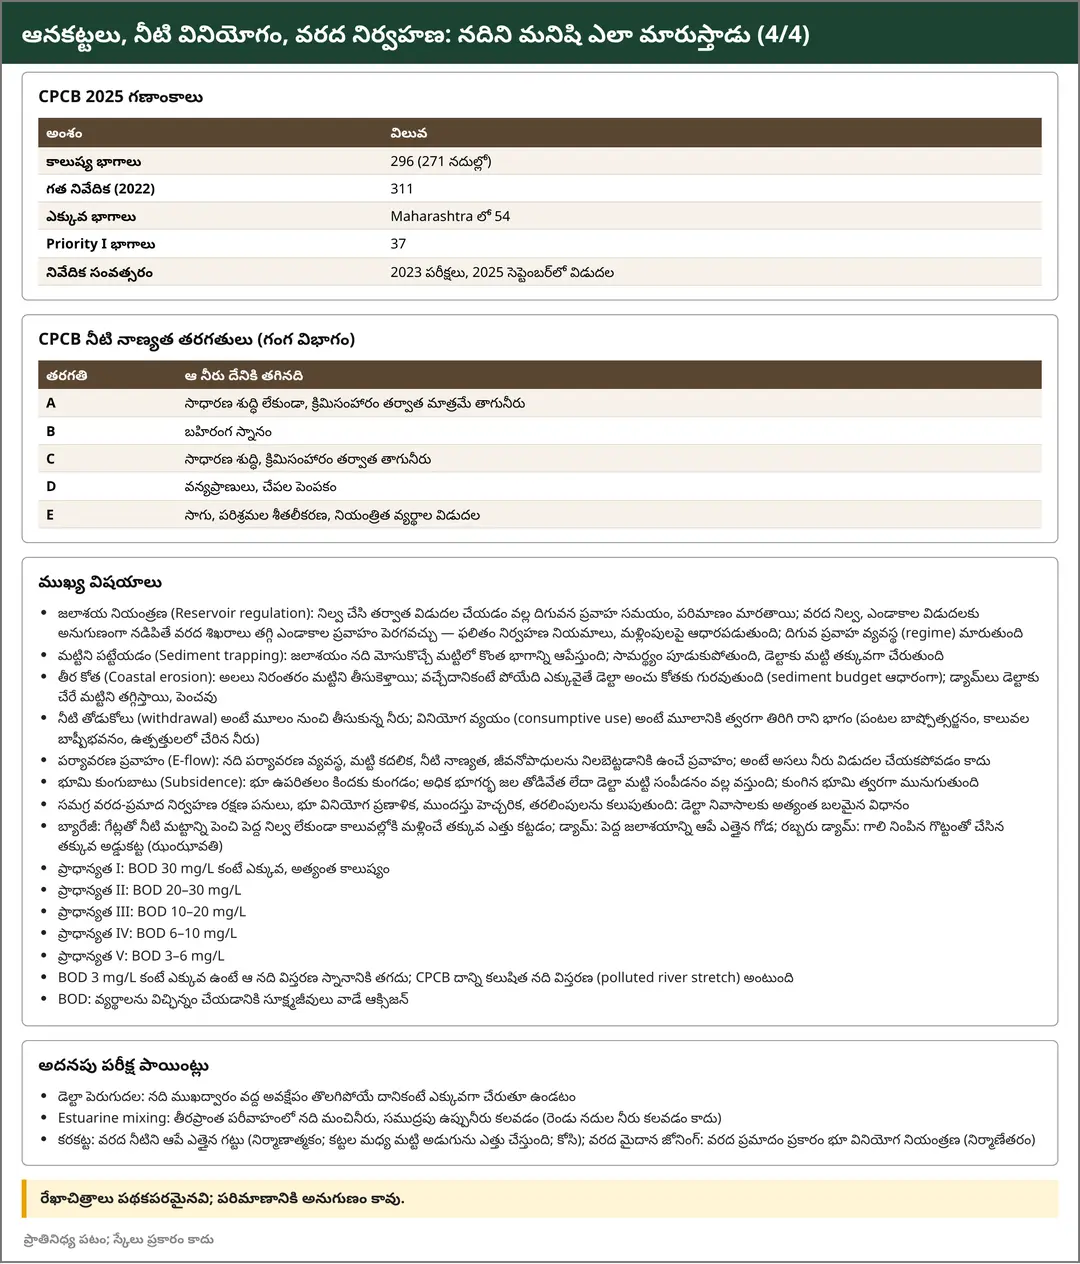 ఆనకట్టలు, నీటి వినియోగం, వరద నిర్వహణ: నదిని మనిషి ఎలా మారుస్తాడు (4/4)
CPCB 2025 గణాంకాలు
అంశం విలువ
కాలుష్య భాగాలు 296 (271 నదుల్లో)
గత నివేదిక (2022) 311
ఎక్కువ భాగాలు Maharashtra లో 54
Priority I భాగాలు 37
నివేదిక సంవత్సరం 2023 పరీక్షలు, 2025 సెప్టెంబర్‌లో విడుదల
CPCB నీటి నాణ్యత తరగతులు (గంగ విభాగం)
తరగతి ఆ నీరు దేనికి తగినది
A సాధారణ శుద్ధి లేకుండా, క్రిమిసంహారం తర్వాత మాత్రమే తాగునీరు
B బహిరంగ స్నానం
C సాధారణ శుద్ధి, క్రిమిసంహారం తర్వాత తాగునీరు
D వన్యప్రాణులు, చేపల పెంపకం
E సాగు, పరిశ్రమల శీతలీకరణ, నియంత్రిత వ్యర్థాల విడుదల
ముఖ్య విషయాలు
• జలాశయ నియంత్రణ (Reservoir regulation): నిల్వ చేసి తర్వాత విడుదల చేయడం వల్ల దిగువన ప్రవాహ సమయం, పరిమాణం మారతాయి; వరద నిల్వ, ఎండాకాల విడుదలకు
అనుగుణంగా నడిపితే వరద శిఖరాలు తగ్గి ఎండాకాల ప్రవాహం పెరగవచ్చు — ఫలితం నిర్వహణ నియమాలు, మళ్లింపులపై ఆధారపడుతుంది; దిగువ ప్రవాహ వ్యవస్థ (regime) మారుతుంది
• మట్టిని పట్టేయడం (Sediment trapping): జలాశయం నది మోసుకొచ్చే మట్టిలో కొంత భాగాన్ని ఆపేస్తుంది; సామర్థ్యం పూడుకుపోతుంది, డెల్టాకు మట్టి తక్కువగా చేరుతుంది
• తీర కోత (Coastal erosion): అలలు నిరంతరం మట్టిని తీసుకెళ్తాయి; వచ్చేదానికంటే పోయేది ఎక్కువైతే డెల్టా అంచు కోతకు గురవుతుంది (sediment budget ఆధారంగా); డ్యామ్‌లు డెల్టాకు
చేరే మట్టిని తగ్గిస్తాయి, పెంచవు
• నీటి తోడుకోలు (withdrawal) అంటే మూలం నుంచి తీసుకున్న నీరు; వినియోగ వ్యయం (consumptive use) అంటే మూలానికి త్వరగా తిరిగి రాని భాగం (పంటల బాష్పోత్సర్జనం, కాలువల
బాష్పీభవనం, ఉత్పత్తులలో చేరిన నీరు)
• పర్యావరణ ప్రవాహం (E-flow): నది పర్యావరణ వ్యవస్థ, మట్టి కదలిక, నీటి నాణ్యత, జీవనోపాధులను నిలబెట్టడానికి ఉంచే ప్రవాహం; అంటే అసలు నీరు విడుదల చేయకపోవడం కాదు
• భూమి కుంగుబాటు (Subsidence): భూ ఉపరితలం కిందకు కుంగడం; అధిక భూగర్భ జల తోడివేత లేదా డెల్టా మట్టి సంపీడనం వల్ల వస్తుంది; కుంగిన భూమి త్వరగా మునుగుతుంది
• సమగ్ర వరద-ప్రమాద నిర్వహణ రక్షణ పనులు, భూ వినియోగ ప్రణాళిక, ముందస్తు హెచ్చరిక, తరలింపులను కలుపుతుంది: డెల్టా నివాసాలకు అత్యంత బలమైన విధానం
• బ్యారేజీ: గేట్లతో నీటి మట్టాన్ని పెంచి పెద్ద నిల్వ లేకుండా కాలువల్లోకి మళ్లించే తక్కువ ఎత్తు కట్టడం; డ్యామ్: పెద్ద జలాశయాన్ని ఆపే ఎత్తైన గోడ; రబ్బరు డ్యామ్: గాలి నింపిన గొట్టంతో చేసిన
తక్కువ అడ్డుకట్ట (ఝంఝావతి)
• ప్రాధాన్యత I: BOD 30 mg/L కంటే ఎక్కువ, అత్యంత కాలుష్యం
• ప్రాధాన్యత II: BOD 20–30 mg/L
• ప్రాధాన్యత III: BOD 10–20 mg/L
• ప్రాధాన్యత IV: BOD 6–10 mg/L
• ప్రాధాన్యత V: BOD 3–6 mg/L
• BOD 3 mg/L కంటే ఎక్కువ ఉంటే ఆ నది విస్తరణ స్నానానికి తగదు; CPCB దాన్ని కలుషిత నది విస్తరణ (polluted river stretch) అంటుంది
• BOD: వ్యర్థాలను విచ్ఛిన్నం చేయడానికి సూక్ష్మజీవులు వాడే ఆక్సిజన్
అదనపు పరీక్ష పాయింట్లు
• డెల్టా పెరుగుదల: నది ముఖద్వారం వద్ద అవక్షేపం తొలగిపోయే దానికంటే ఎక్కువగా చేరుతూ ఉండటం
• Estuarine mixing: తీరప్రాంత పరీవాహంలో నది మంచినీరు, సముద్రపు ఉప్పునీరు కలవడం (రెండు నదుల నీరు కలవడం కాదు)
• కరకట్ట: వరద నీటిని ఆపే ఎత్తైన గట్టు (నిర్మాణాత్మకం; కట్టల మధ్య మట్టి అడుగును ఎత్తు చేస్తుంది; కోసి); వరద మైదాన జోనింగ్: వరద ప్రమాదం ప్రకారం భూ వినియోగ నియంత్రణ (నిర్మాణేతరం)
రేఖాచిత్రాలు పథకపరమైనవి; పరిమాణానికి అనుగుణం కావు.
ప్రాతినిధ్య పటం; స్కేలు ప్రకారం కాదు